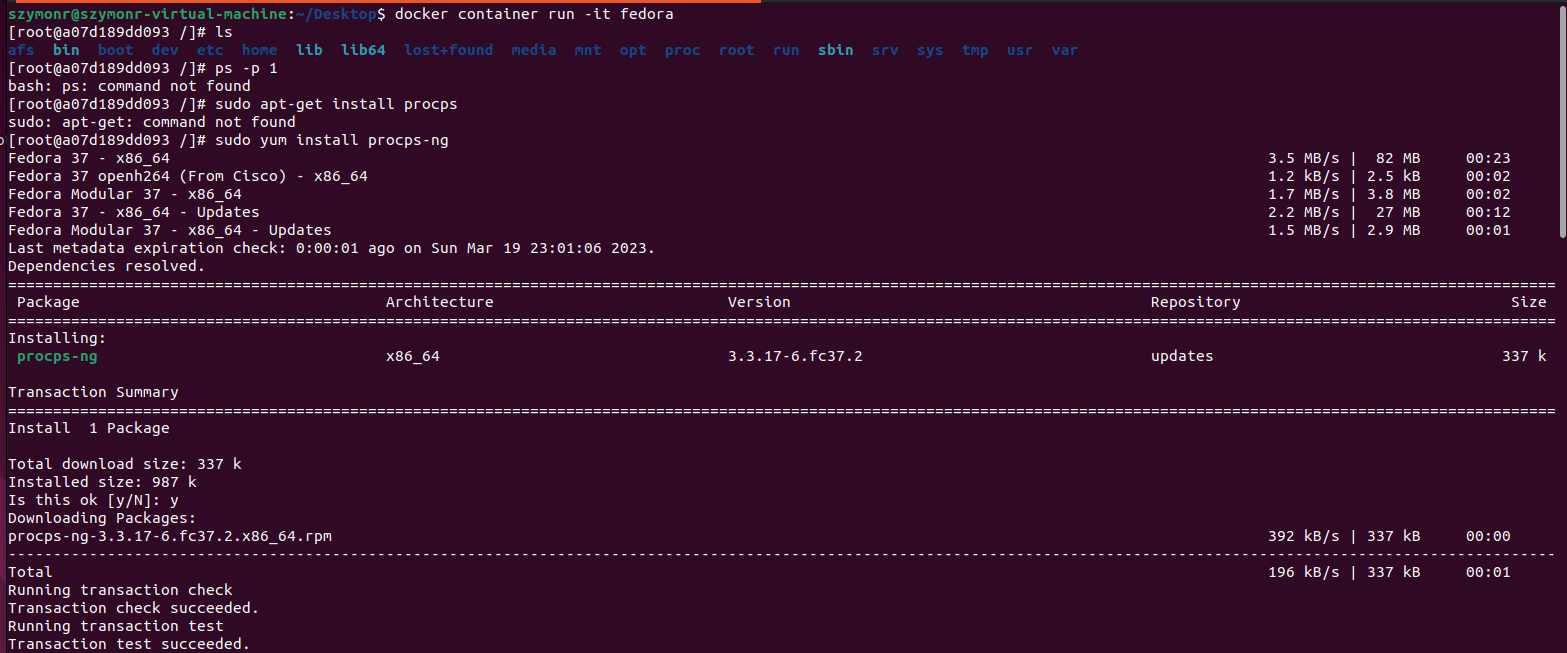 szymonr@szymonr-virtual-machine:~/Desktop$ docker container run -it fedora
[root@a07d189dd093 /]# ls
afs bin boot dev etc home lib lib64 lost+found media mnt opt proc root run sbin srv sys tmp usr var
[root@a07d189dd093 /]# ps -p 1
bash: ps: command not found
[root@a07d189dd093 /]# sudo apt-get install procps
sudo: apt-get: command not found
[root@a07d189dd093 /]# sudo yum install procps-ng
Fedora 37 - x86_64 3.5 MB/s | 82 MB 00:23
Fedora 37 openh264 (From Cisco) - x86_64 1.2 kB/s | 2.5 kB 00:02
Fedora Modular 37 - x86_64 1.7 MB/s | 3.8 MB 00:02
Fedora 37 - x86_64 - Updates 2.2 MB/s | 27 MB 00:12
Fedora Modular 37 - x86_64 - Updates 1.5 MB/s | 2.9 MB 00:01
Last metadata expiration check: 0:00:01 ago on Sun Mar 19 23:01:06 2023.
Dependencies resolved.
Package Architecture Version Repository Size
Installing:
procps-ng x86_64 3.3.17-6.fc37.2 updates 337 k
Transaction Summary
Install 1 Package
Total download size: 337 k
Installed size: 987 k
Is this ok [y/N]: y
Downloading Packages:
procps-ng-3.3.17-6.fc37.2.x86_64.rpm 392 kB/s | 337 kB 00:00
Total 196 kB/s | 337 kB 00:01
Running transaction check
Transaction check succeeded.
Running transaction test
Transaction test succeeded.